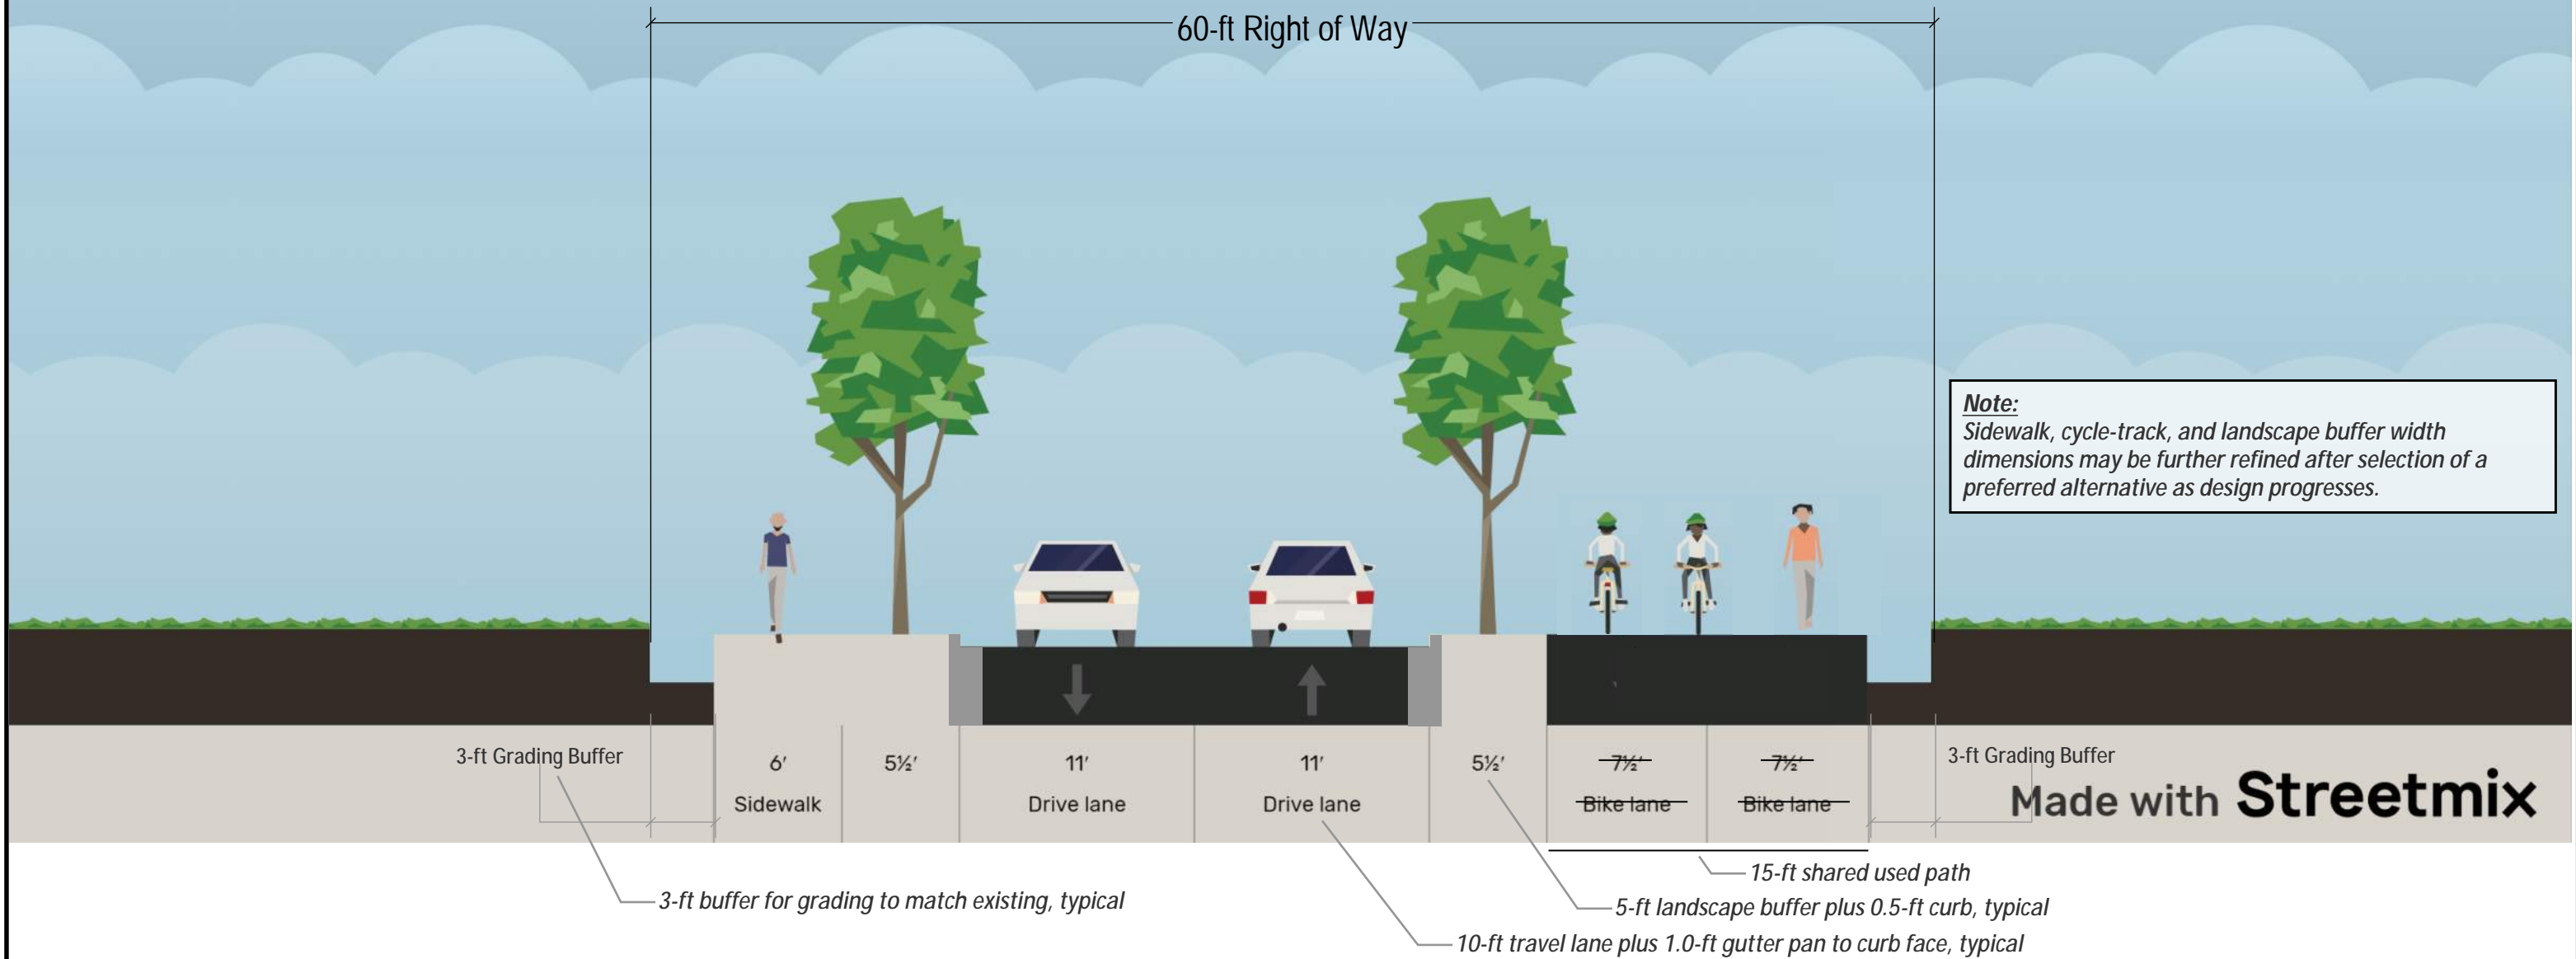 60-ft Right of Way
Note:
Sidewalk, cycle-track, and landscape buffer width
dimensions may be further refined after selection of a
preferred alternative as design progresses.
3-ft Grading Buffer
6'
Sidewalk
5½'
11'
Drive lane
11'
Drive lane
5½'
7½'
Bike lane
7½'
Bike lane
3-ft Grading Buffer
Made with Streetmix
15-ft shared used path
3-ft buffer for grading to match existing, typical
5-ft landscape buffer plus 0.5-ft curb, typical
10-ft travel lane plus 1.0-ft gutter pan to curb face, typical